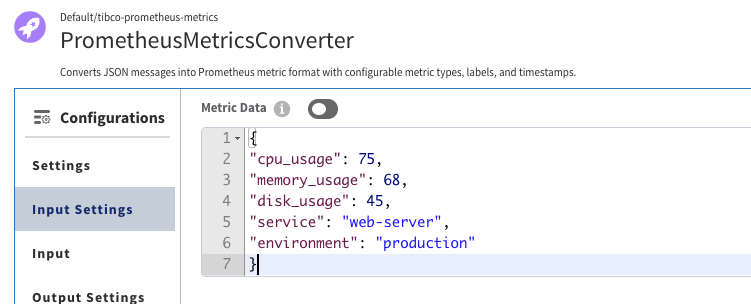 Default/tibco-prometheus-metrics
PrometheusMetricsConverter
Converts JSON messages into Prometheus metric format with configurable metric types, labels, and timestamps.
Configurations
Settings
Input Settings
Input
Output Settings
Metric Data
1 {
2 "cpu_usage": 75,
3 "memory_usage": 68,
4 "disk_usage": 45,
5 "service": "web-server",
6 "environment": "production"
7 }